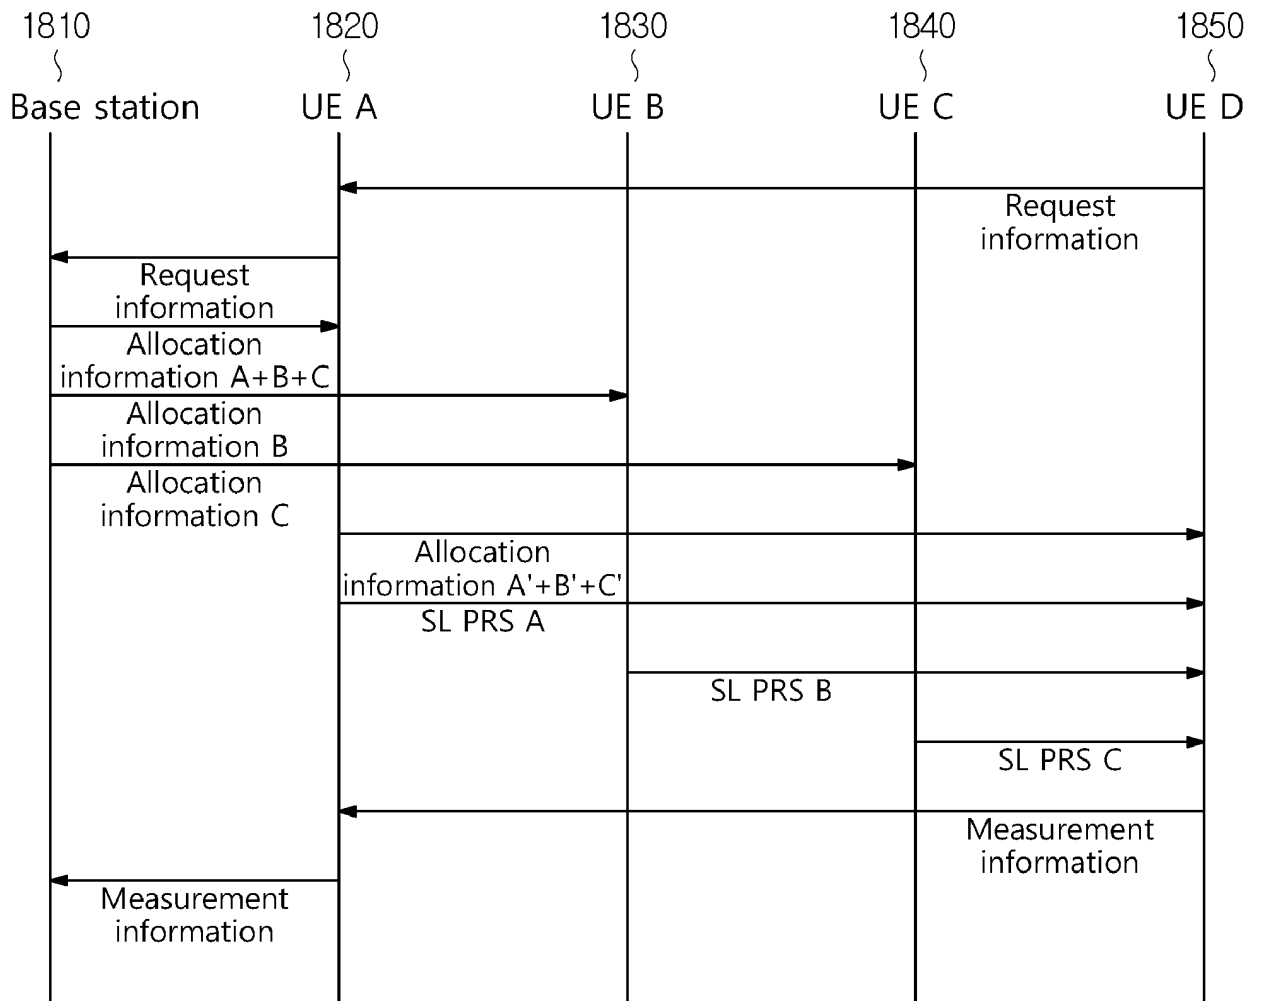 1810 1820 1830 1840 1850
Base station UE A UE B UE C UE D
Request
information
Request
information
Allocation
information A+B+C
Allocation
information B
Allocation
information C
Allocation
information A'+B'+C'
SL PRS A
SL PRS B
SL PRS C
Measurement
information
Measurement
information